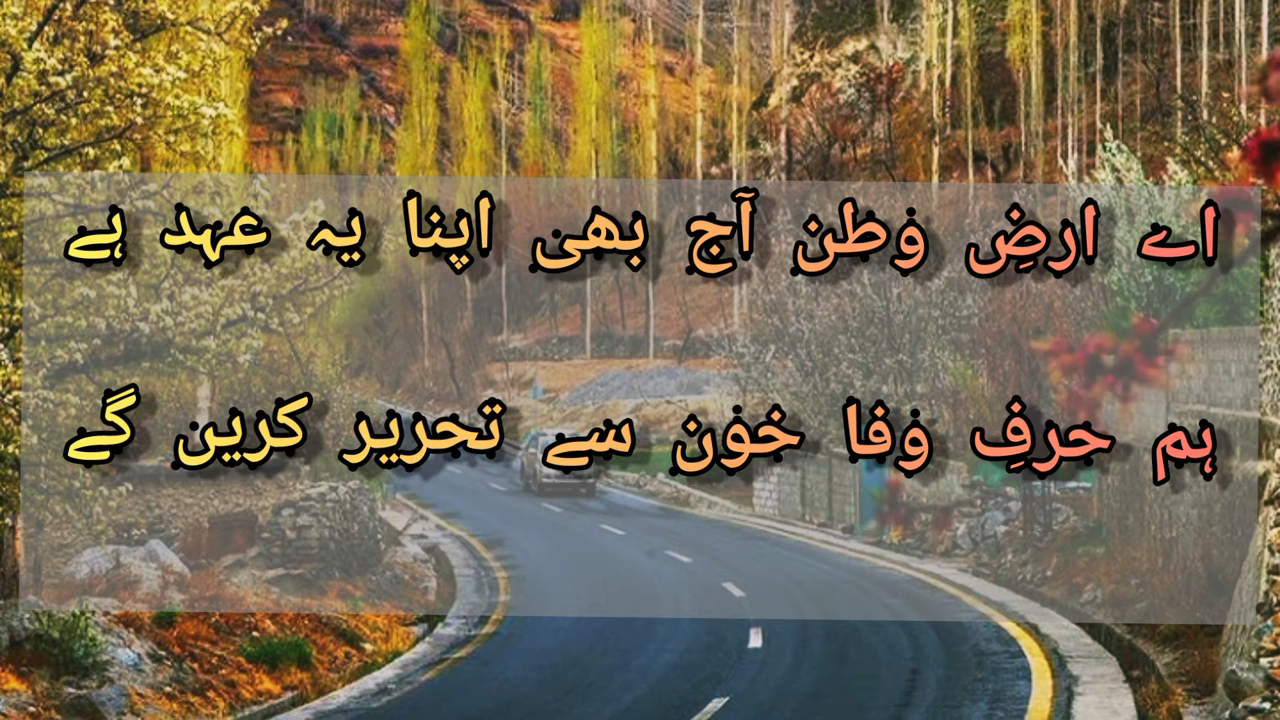 اے ارضِ وطن آج بھی اپنا یہ عہد ہے
ہم حرفِ وفا خون سے تحریر کریں گے